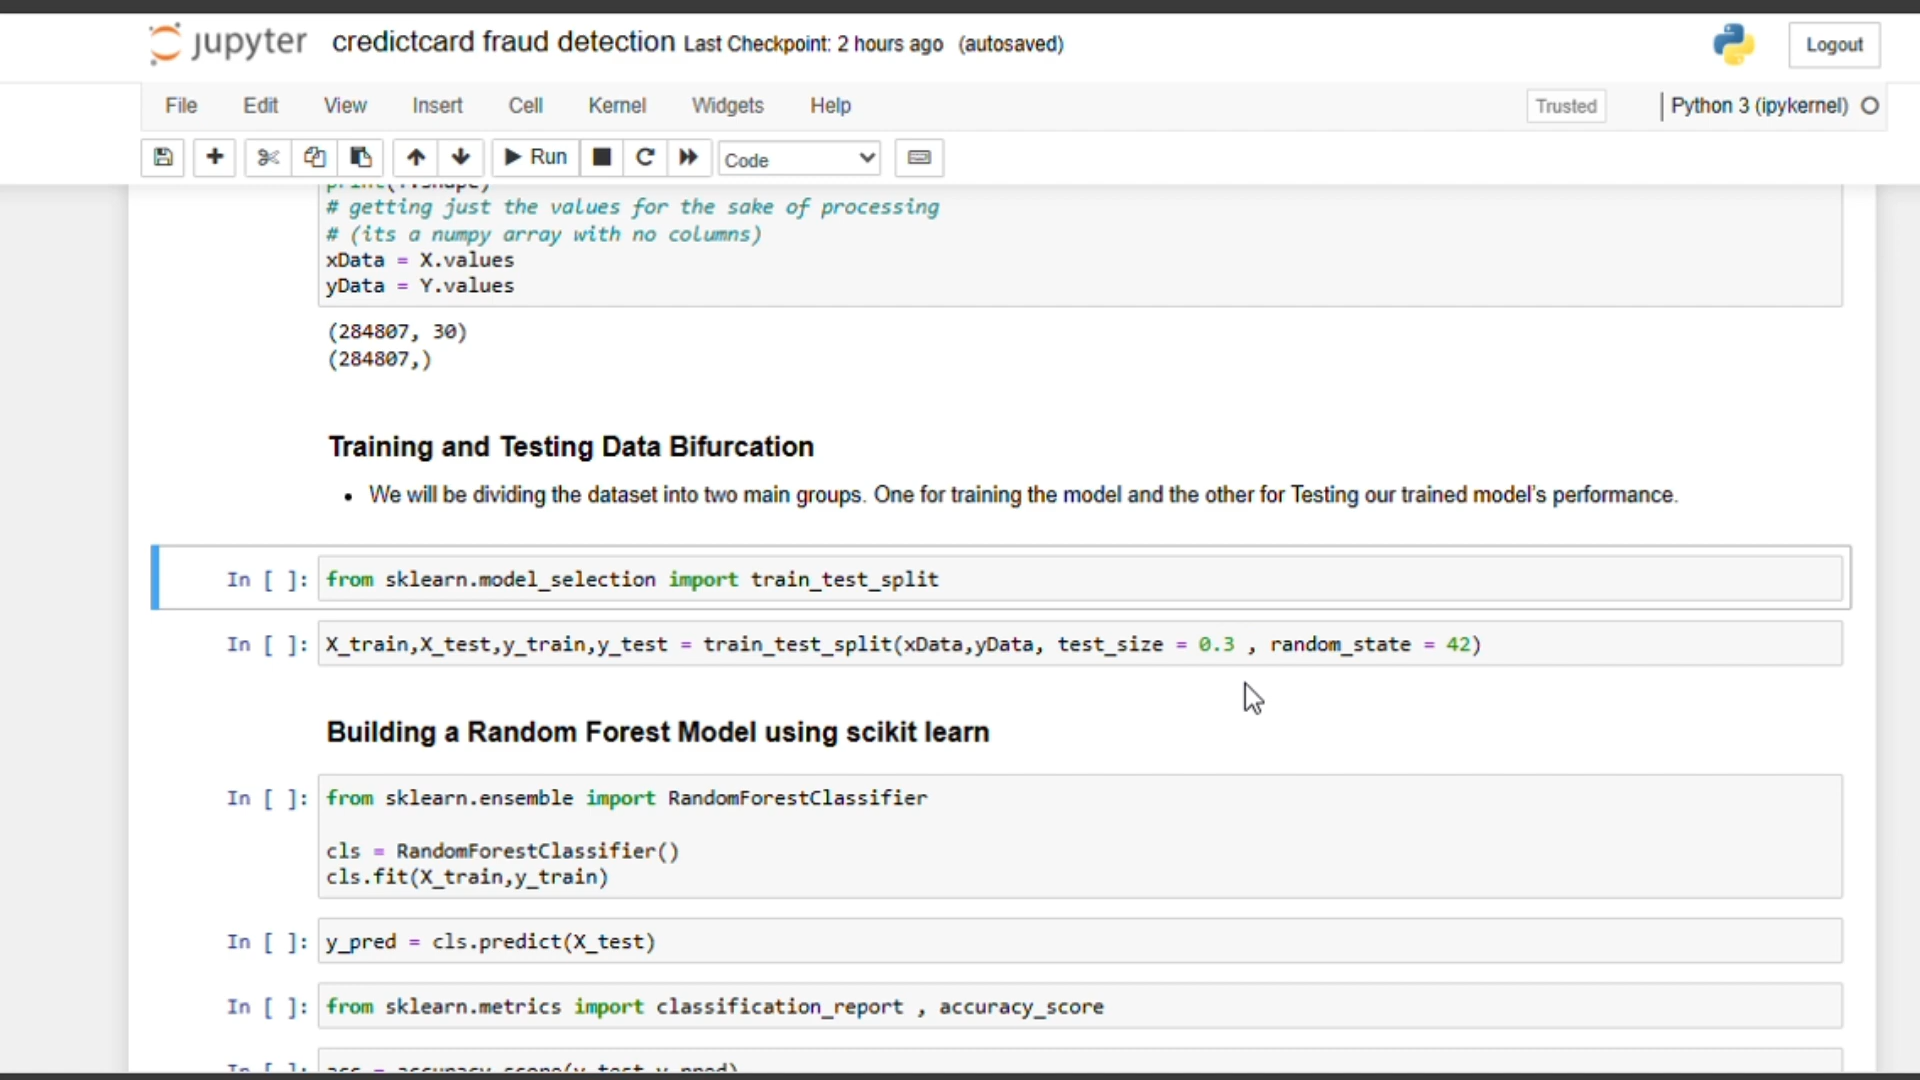 jupyter credictcard fraud detection Last Checkpoint: 2 hours ago (autosaved) Logout
File Edit View Insert Cell Kernel Widgets Help Trusted Python 3 (ipykernel)
Run Code
# getting just the values for the sake of processing
# (its a numpy array with no columns)
xData = X.values
yData = Y.values
(284807, 30)
(284807,)
Training and Testing Data Bifurcation
• We will be dividing the dataset into two main groups. One for training the model and the other for Testing our trained model's performance.
In [ ]: from sklearn.model_selection import train_test_split
In [ ]: X_train,X_test,y_train,y_test = train_test_split(xData,yData, test_size = 0.3 , random_state = 42)
Building a Random Forest Model using scikit learn
In [ ]: from sklearn.ensemble import RandomForestClassifier
cls = RandomForestClassifier()
cls.fit(X_train,y_train)
In [ ]: y_pred = cls.predict(X_test)
In [ ]: from sklearn.metrics import classification_report , accuracy_score
In [ ]: acc = accuracy_score(y_test,y_pred)